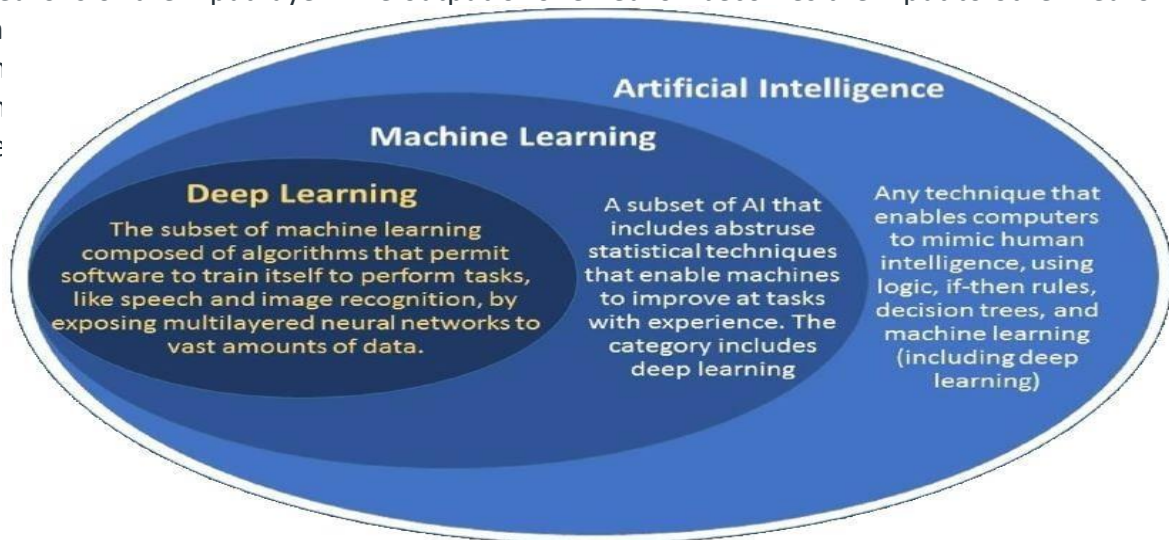 Artificial Intelligence
Machine Learning
Deep Learning
The subset of machine learning
composed of algorithms that permit
software to train itself to perform tasks,
like speech and image recognition, by
exposing multilayered neural networks to
vast amounts of data.
A subset of AI that
includes abstruse
statistical techniques
that enable machines
to improve at tasks
with experience. The
category includes
deep learning
Any technique that
enables computers
to mimic human
intelligence, using
logic, if-then rules,
decision trees, and
machine learning
(including deep
learning)